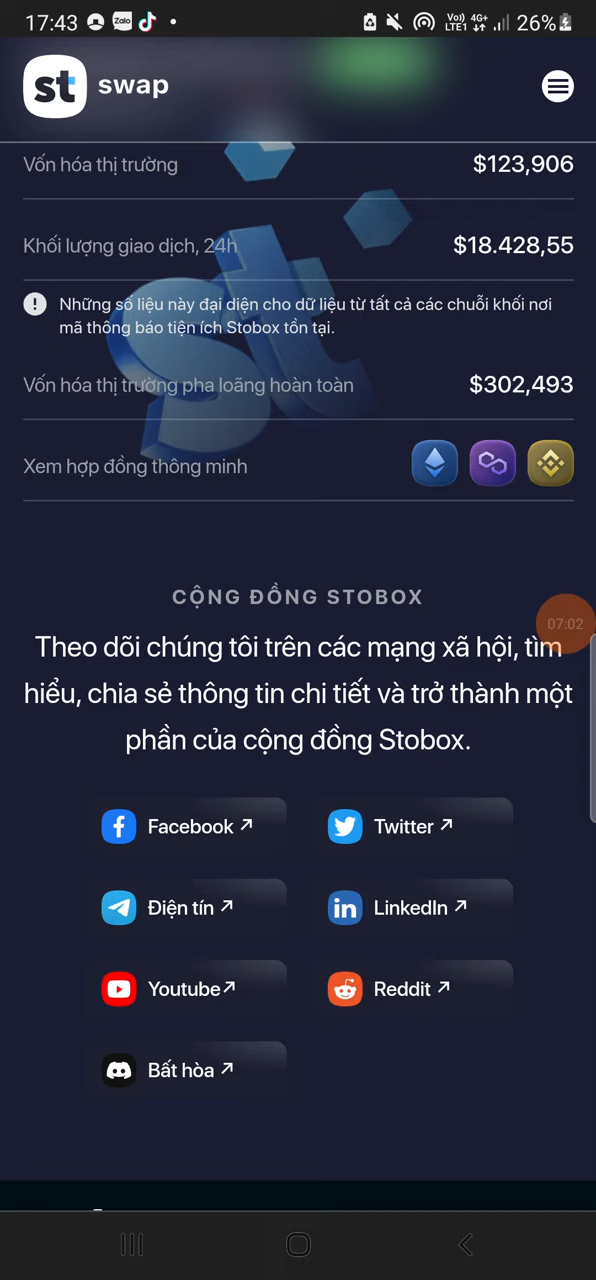 17:43
Zalo
Vo) 4G+
LTE1
26%
st swap
Vốn hóa thị trường
$123,906
Khối lượng giao dịch, 24h
$18.428,55
Những số liệu này đại diện cho dữ liệu từ tất cả các chuỗi khối nơi
mã thông báo tiện ích Stobox tồn tại.
Vốn hóa thị trường pha loãng hoàn toàn
$302,493
Xem hợp đồng thông minh
CỘNG ĐỒNG STOBOX
07:02
Theo dõi chúng tôi trên các mạng xã hội, tìm
hiểu, chia sẻ thông tin chi tiết và trở thành một
phần của cộng đồng Stobox.
Facebook ↗
Twitter ↗
Điện tín ↗
LinkedIn ↗
Youtube↗
Reddit ↗
Bất hòa ↗